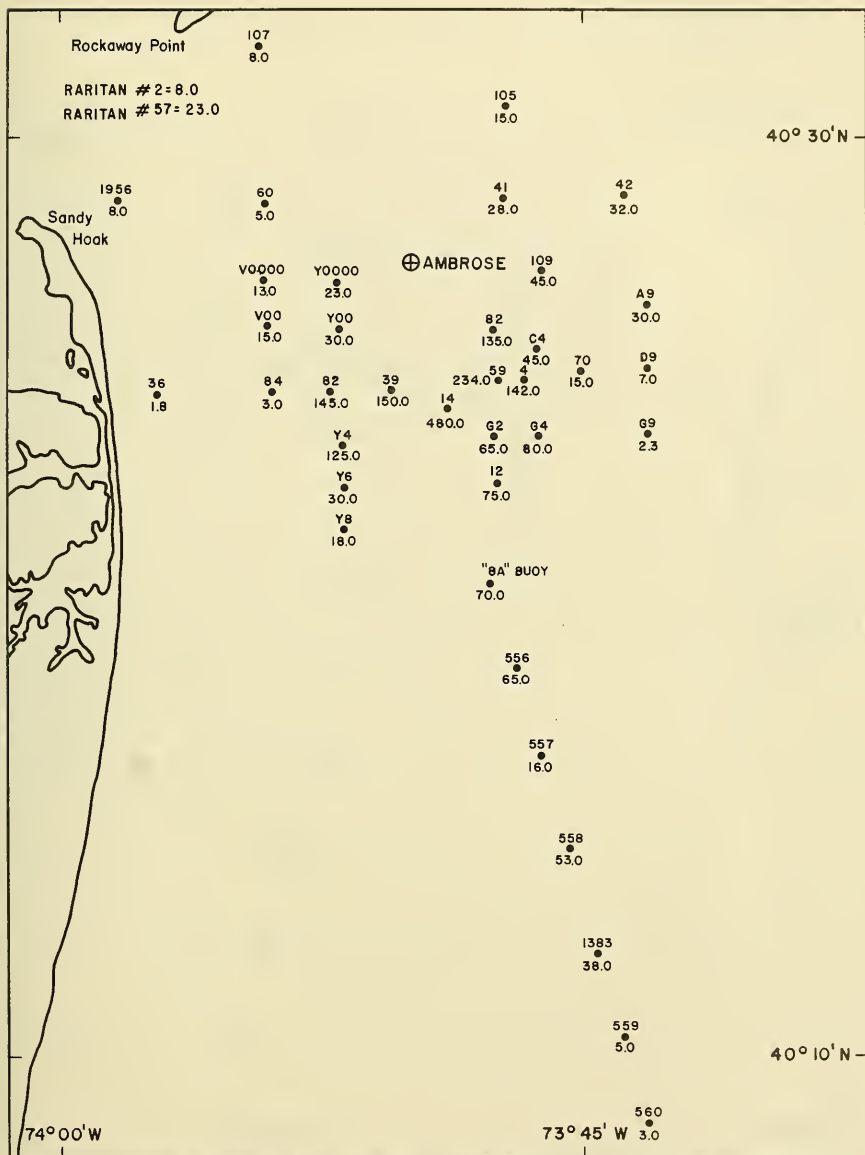 107
Rockaway Point
8.0
RARITAN #2=8.0
RARITAN #57=23.0
105
15.0
40° 30'N
1956
8.0
60
5.0
41
28.0
42
32.0
Sandy
Hoak
AMBROSE
109
45.0
VOOOO
13.0
YOOOO
23.0
A9
30.0
VOO
15.0
YOO
30.0
82
135.0
C4
45.0
36
1.8
84
3.0
82
145.0
39
150.0
14
480.0
59
234.0
4
142.0
70
15.0
D9
7.0
Y4
125.0
G2
65.0
G4
80.0
G9
2.3
Y6
30.0
12
75.0
Y8
18.0
"8A" BUOY
70.0
556
65.0
557
16.0
558
53.0
1383
38.0
559
5.0
40° 10'N
560
3.0
74°00'W
73°45' W